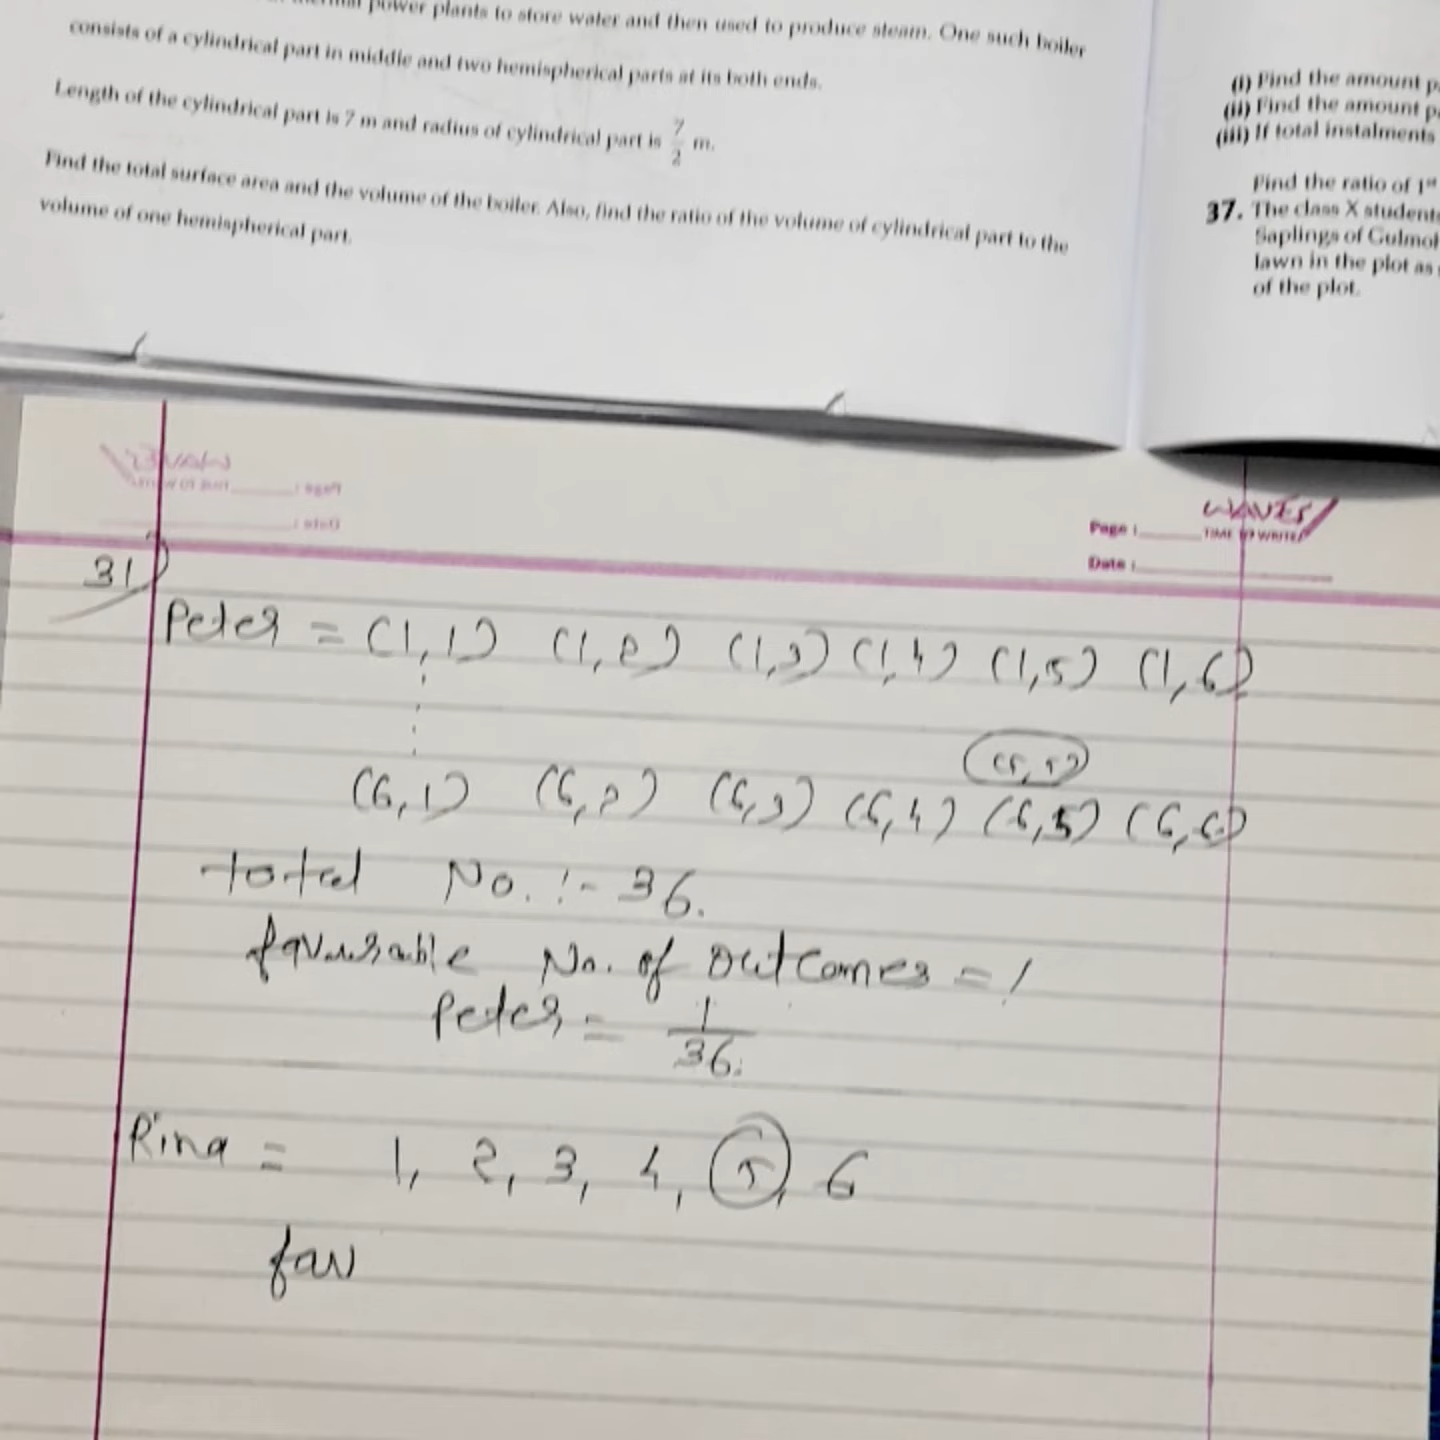 power plants to store water and then used to produce steam. One such boiler
consists of a cylindrical part in middle and two hemispherical parts at its both ends.
Length of the cylindrical part is 7 m and radius of cylindrical part is 7/2 m.
Find the total surface area and the volume of the boiler. Also, find the ratio of the volume of cylindrical part to the
volume of one hemispherical part.
(i) Find the amount
(ii) Find the amount
(iii) If total instalments
Find the ratio of 1st
37. The class X students
Saplings of
lawn in the plot as
of the plot.
WAVES
TIME TO WRITE
Page :
Date :
31)
Peter = (1,1) (1,2) (1,3) (1,4) (1,5) (1,6)
(5,5)
(6,1) (6,2) (6,3) (6,4) (6,5) (6,6)
total No. :- 36.
favourable No. of outcomes = 1
Peter = 1/36.
Rina = 1, 2, 3, 4, 5, 6
fav